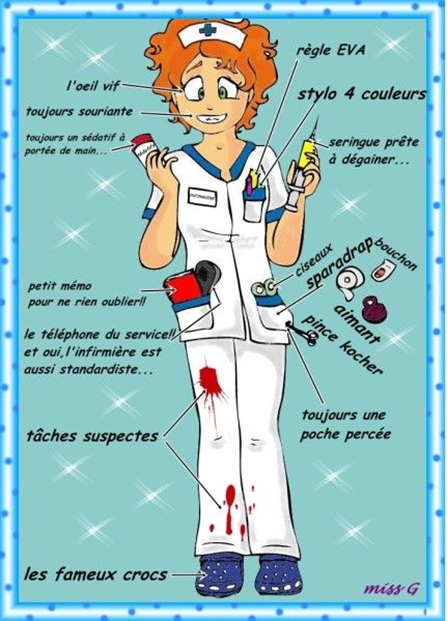 règle EVA
l'oeil vif
stylo 4 couleurs
toujours souriante
toujours un sédatif à
portée de main...
seringue prête
à dégainer...
ciseaux
sparadrap
bouchon
petit mémo
pour ne rien oublier!!
aimant
pince kocher
le téléphone du service!!
et oui,l'infirmière est
aussi standardiste...
toujours une
poche percée
tâches suspectes
les fameux crocs
miss G